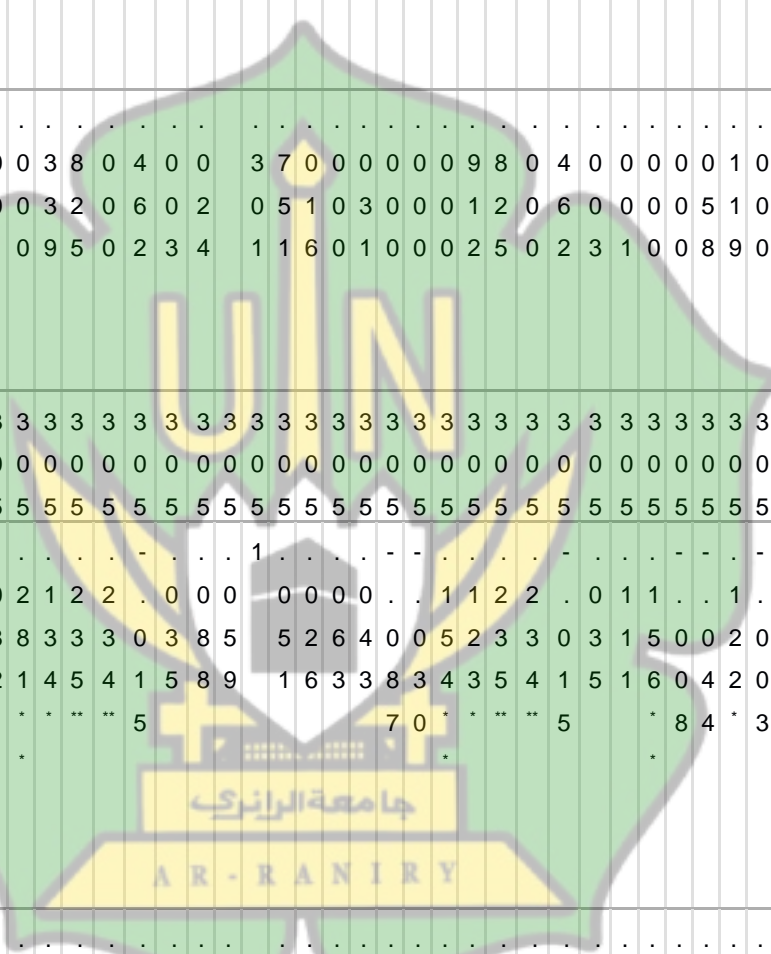 . . . . . . . . . . . . . . . . . . . . . . . . . .
0 0 3 8 0 4 0 0 3 7 0 0 0 0 0 0 9 8 0 4 0 0 0 0 0 1 0
0 0 3 2 0 6 0 2 0 5 1 0 3 0 0 0 1 2 0 6 0 0 0 0 5 1 0
0 9 5 0 2 3 4 1 1 6 0 1 0 0 0 2 5 0 2 3 1 0 0 8 9 0
3 3 3 3 3 3 3 3 3 3 3 3 3 3 3 3 3 3 3 3 3 3 3 3 3 3 3 3
0 0 0 0 0 0 0 0 0 0 0 0 0 0 0 0 0 0 0 0 0 0 0 0 0 0 0 0
5 5 5 5 5 5 5 5 5 5 5 5 5 5 5 5 5 5 5 5 5 5 5 5 5 5 5 5
. . . . - . . . 1 . . . . - - . . . . - . . . - - . -
0 2 1 2 2 2 . 0 0 0 0 0 0 0 . . 1 1 2 2 2 . 0 1 1 . . 1 .
3 8 3 3 3 0 3 8 5 5 2 6 4 0 0 5 2 3 3 0 3 1 5 0 0 2 0
2 1 4 5 4 1 5 8 9 1 6 3 3 8 3 4 3 5 4 1 5 1 6 0 4 2 0
* * ** ** 5 7 0 * * ** ** 5 * 8 4 * 3
* * *
U I N
جامعة الرانري
A R - R A N I R Y
. . . . . . . . . . . . . . . . . . . . . . . . . .